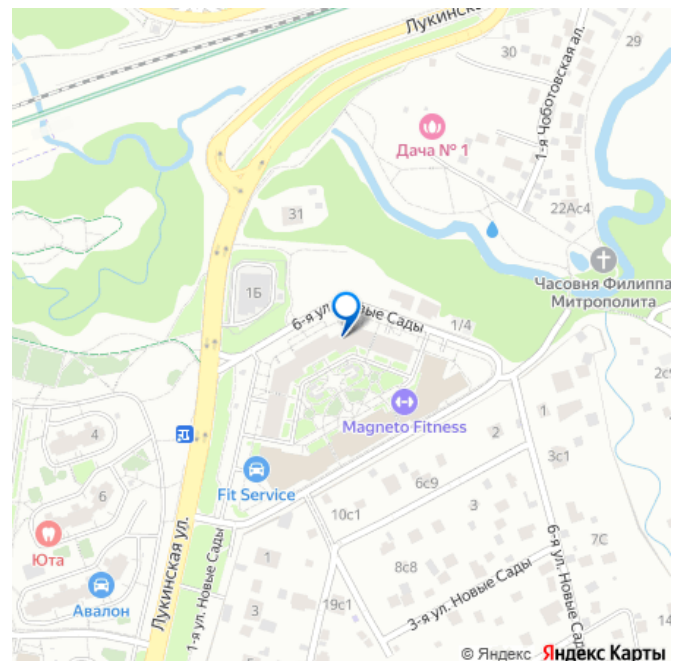 Лукинская ул.
30
29
1-я Чоботовская ал.
Дача № 1
22Ас4
31
Часовня Филиппа
Митрополита
1Б
6-я ул. Новые Сады
1/4
2с
Magneto Fitness
4
2
1
3с1
Fit Service
6
6с9
10с1
3
Юта
7С
6-я ул. Новые Сады
1
8с8
Авалон
Лукинская ул.
1-я ул. Новые Сады
3
19с1
3-я ул. Новые Сады
14
© Яндекс Яндекс Карты